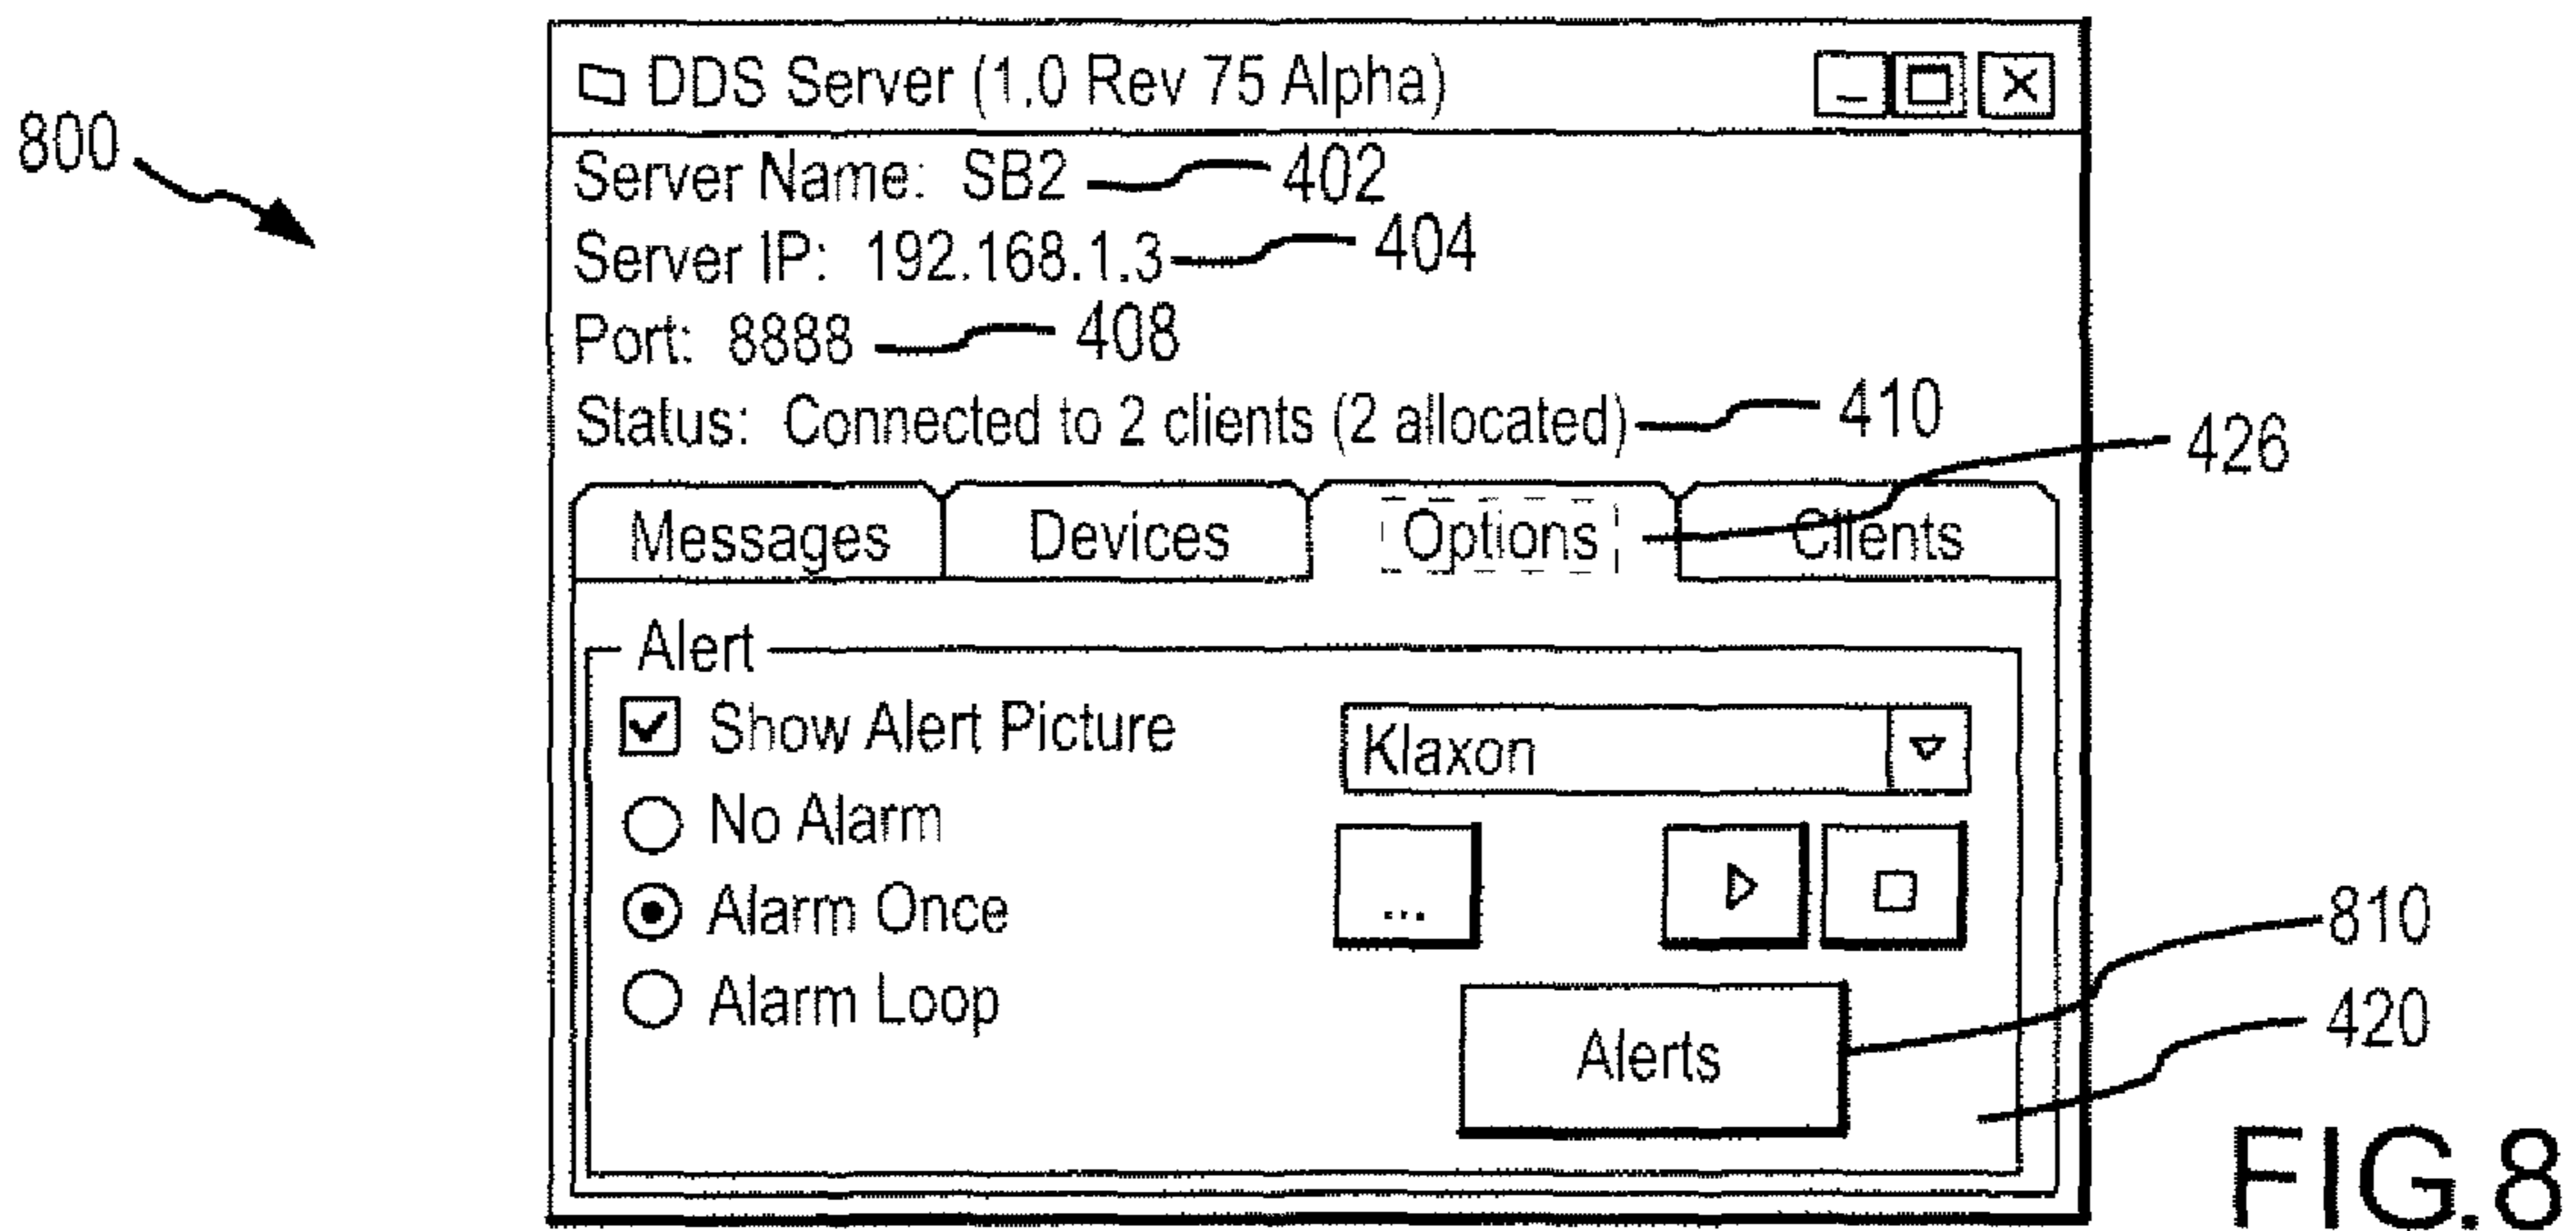 DDS Server (1.0 Rev 75 Alpha)
800
Server Name: SB2 402
Server IP: 192.168.1.3 404
Port: 8888 408
Status: Connected to 2 clients (2 allocated) 410
426
Messages Devices Options Clients
Alert
Show Alert Picture Klaxon
No Alarm
Alarm Once ...
810
Alarm Loop
Alerts
420
FIG.8